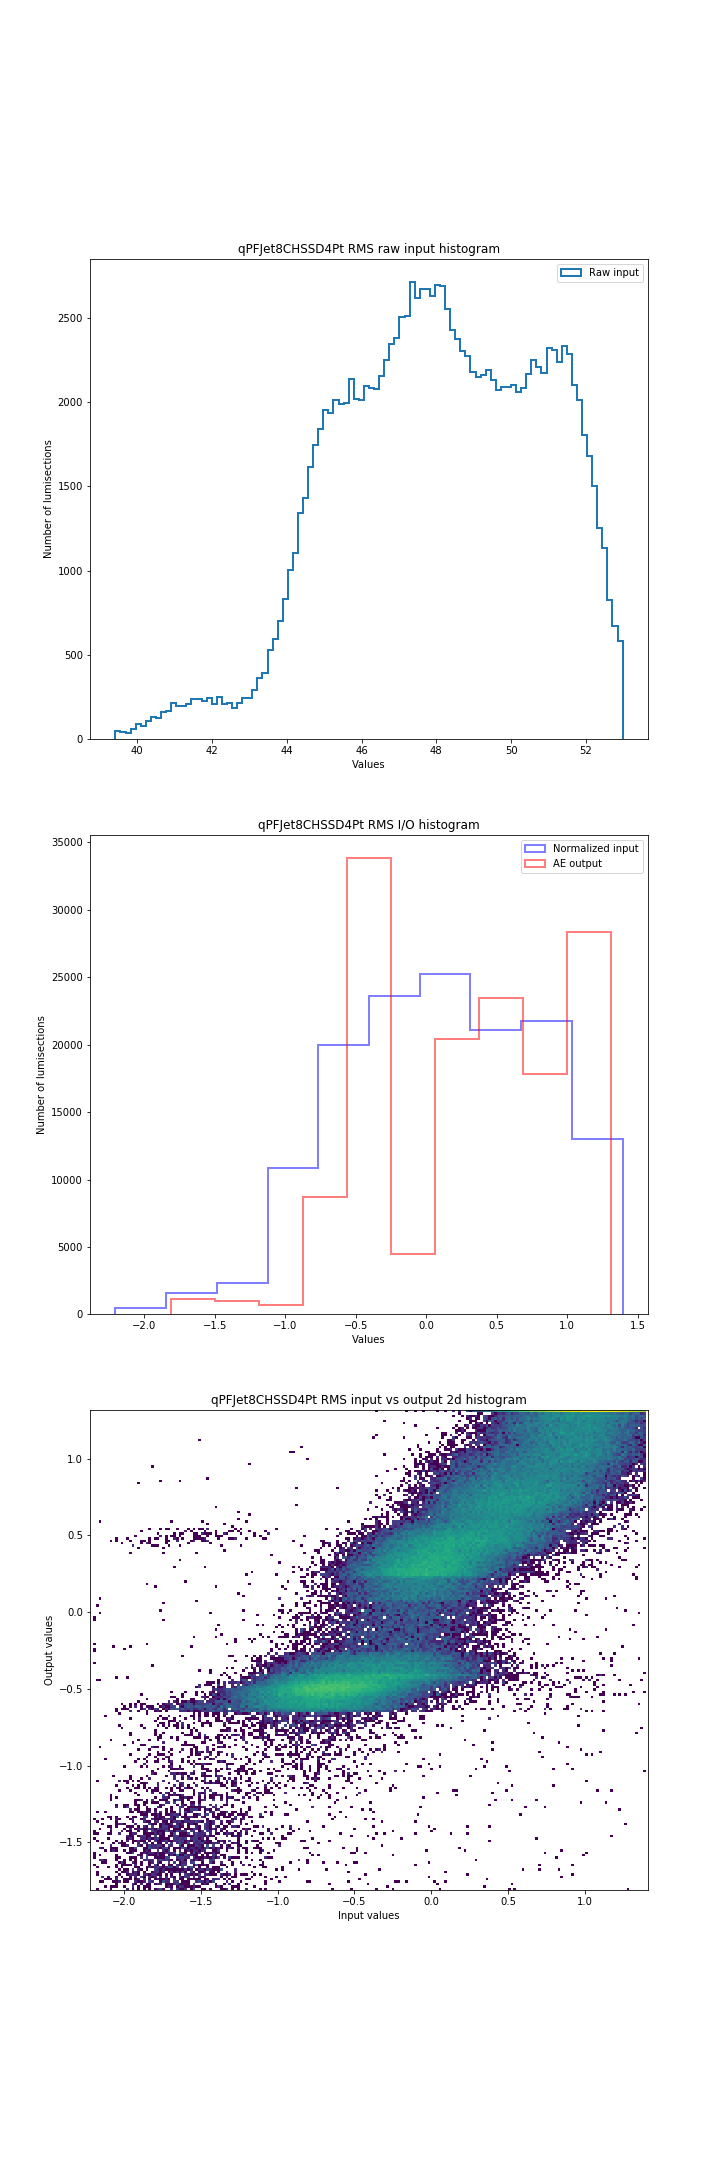 qPFJet8CHSSD4Pt RMS raw input histogram
Raw input
2500
2000
1500
1000
500
0
Number of lumisections
40 42 44 46 48 50 52
Values
qPFJet8CHSSD4Pt RMS I/O histogram
Normalized input
AE output
35000
30000
25000
20000
15000
10000
5000
0
Number of lumisections
−2.0 −1.5 −1.0 −0.5 0.0 0.5 1.0 1.5
Values
qPFJet8CHSSD4Pt RMS input vs output 2d histogram
1.0
0.5
0.0
−0.5
−1.0
−1.5
Output values
−2.0 −1.5 −1.0 −0.5 0.0 0.5 1.0
Input values